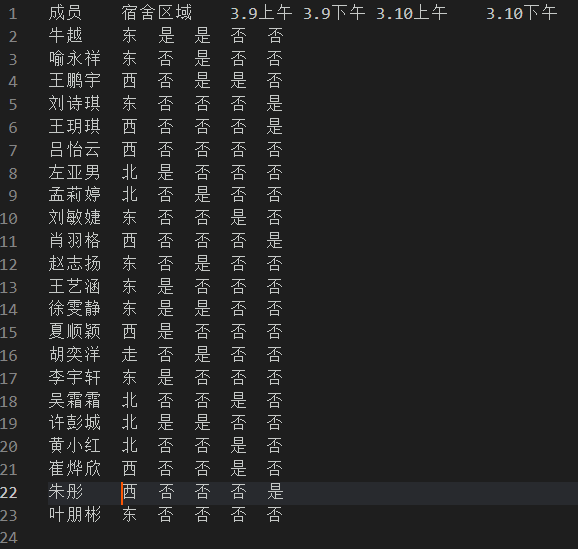 1 成员 宿舍区域 3.9上午 3.9下午 3.10上午 3.10下午
2 牛越 东 是 是 否 否
3 喻永祥 东 否 是 否 否
4 王鹏宇 西 否 是 是 否
5 刘诗琪 东 否 否 否 是
6 王玥琪 西 否 否 否 是
7 吕怡云 西 否 否 否 否
8 左亚男 北 是 否 否 否
9 孟莉婷 北 否 是 否 否
10 刘敏婕 东 否 否 是 否
11 肖羽格 西 否 否 否 是
12 赵志扬 东 否 是 否 否
13 王艺涵 东 是 否 否 否
14 徐雯静 东 是 是 否 否
15 夏顺颖 西 是 否 否 否
16 胡奕洋 走 否 是 否 否
17 李宇轩 东 是 否 否 否
18 吴霜霜 北 否 否 是 否
19 许彭城 北 是 是 否 否
20 黄小红 北 否 否 是 否
21 崔烨欣 西 否 否 是 否
22 朱彤 西 否 否 否 是
23 叶朋彬 东 否 否 否 否
24